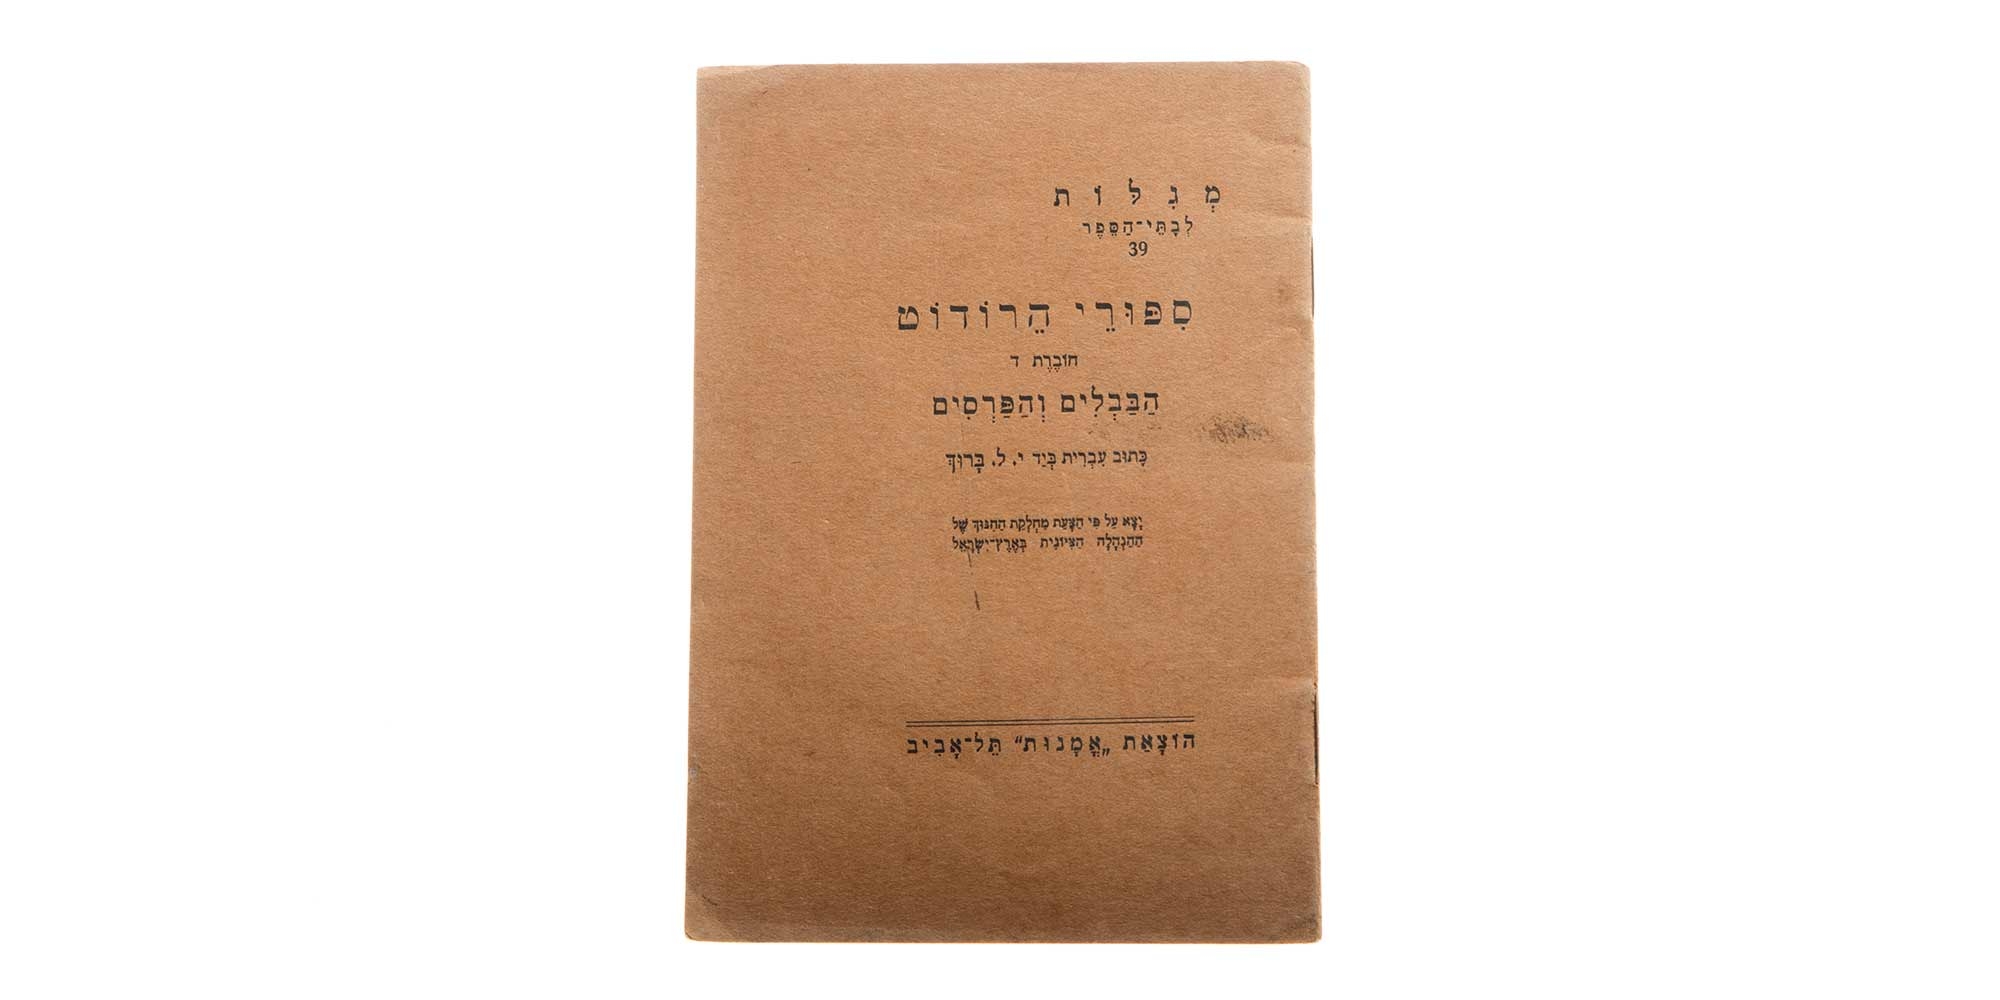 מְגִלּוֹת
לְבָתֵּי־הַסֵּפֶר
39
סִפּוּרֵי הֵרוֹדוֹט
חוֹבֶרֶת ד
הַבַּבְלִים וְהַפַּרְסִים
כָּתוּב עִבְרִית בְּיַד י. ל. בָּרוּךְ
יָצָא עַל פִּי הַצָּעַת מַחְלֶקֶת הַחִנּוּךְ שֶׁל
הַהַנְהָלָה הַצִּיּוֹנִית בְּאֶרֶץ־יִשְׂרָאֵל
הוֹצָאַת „אֳמָנוּת“ תֵּל־אָבִיב